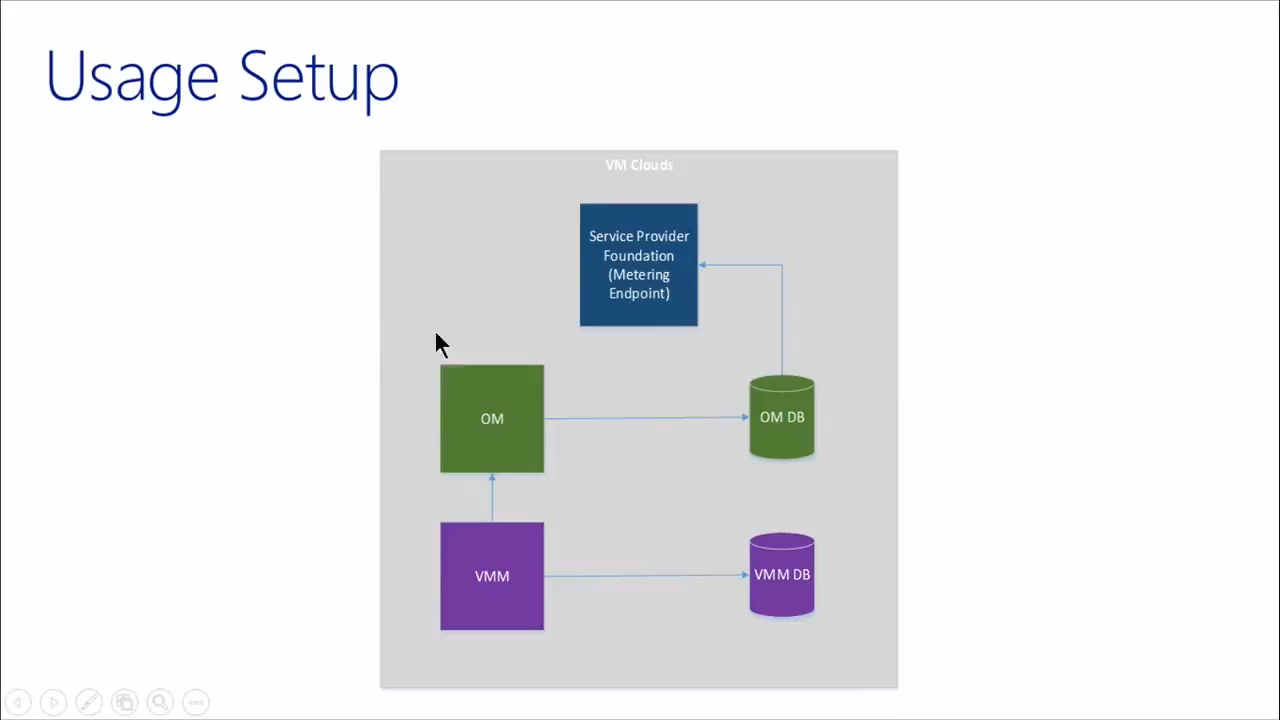 Usage Setup
VM Clouds
Service Provider
Foundation
(Metering
Endpoint)
OM
OM DB
VMM
VMM DB